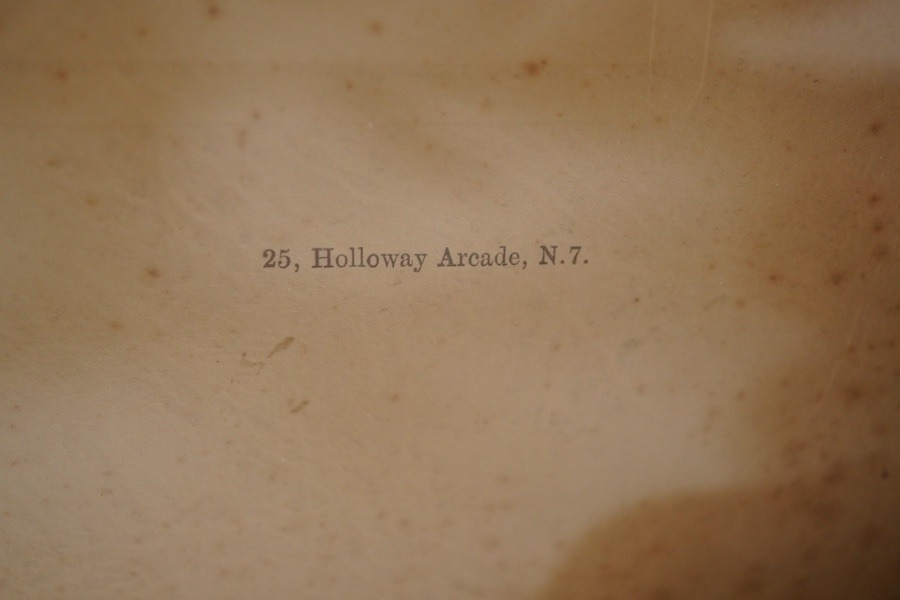 25, Holloway Arcade, N.7.